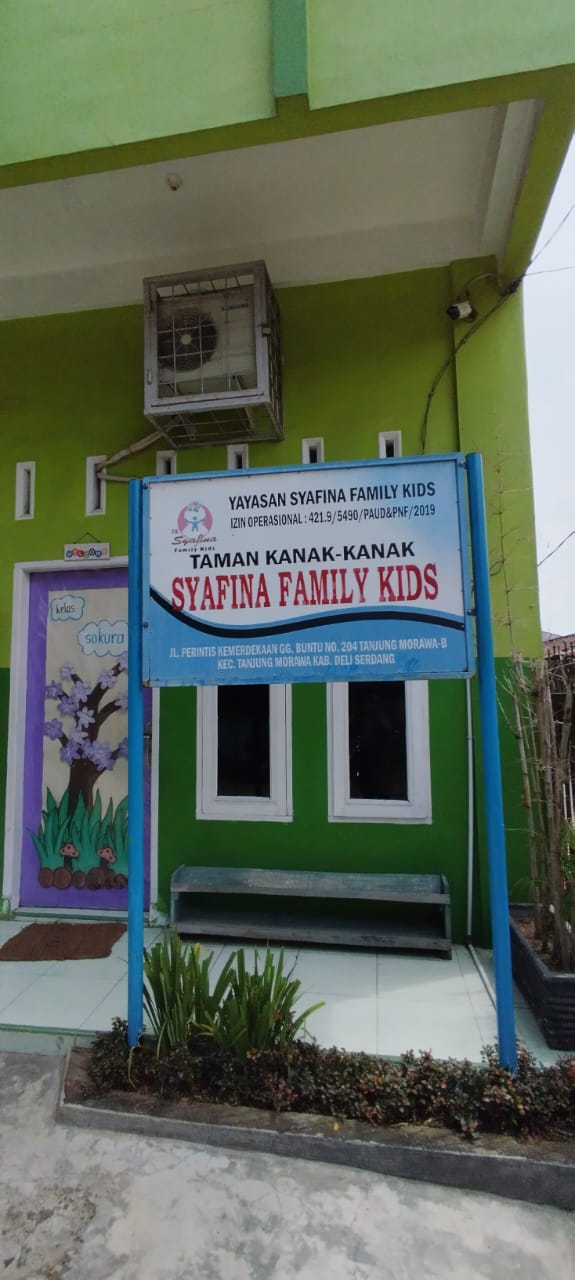 SAMSUNG
YAYASAN SYAFINA FAMILY KIDS
IZIN OPERASIONAL : 421.9/5490/PAUD&PNF/2019
Syafina
Family Kids
TAMAN KANAK-KANAK
SYAFINA FAMILY KIDS
JL. PERINTIS KEMERDEKAAN GG. BUNTU NO. 204 TANJUNG MORAWA-B
KEC. TANJUNG MORAWA KAB. DELI SERDANG
WELCOME
kelas
sakura